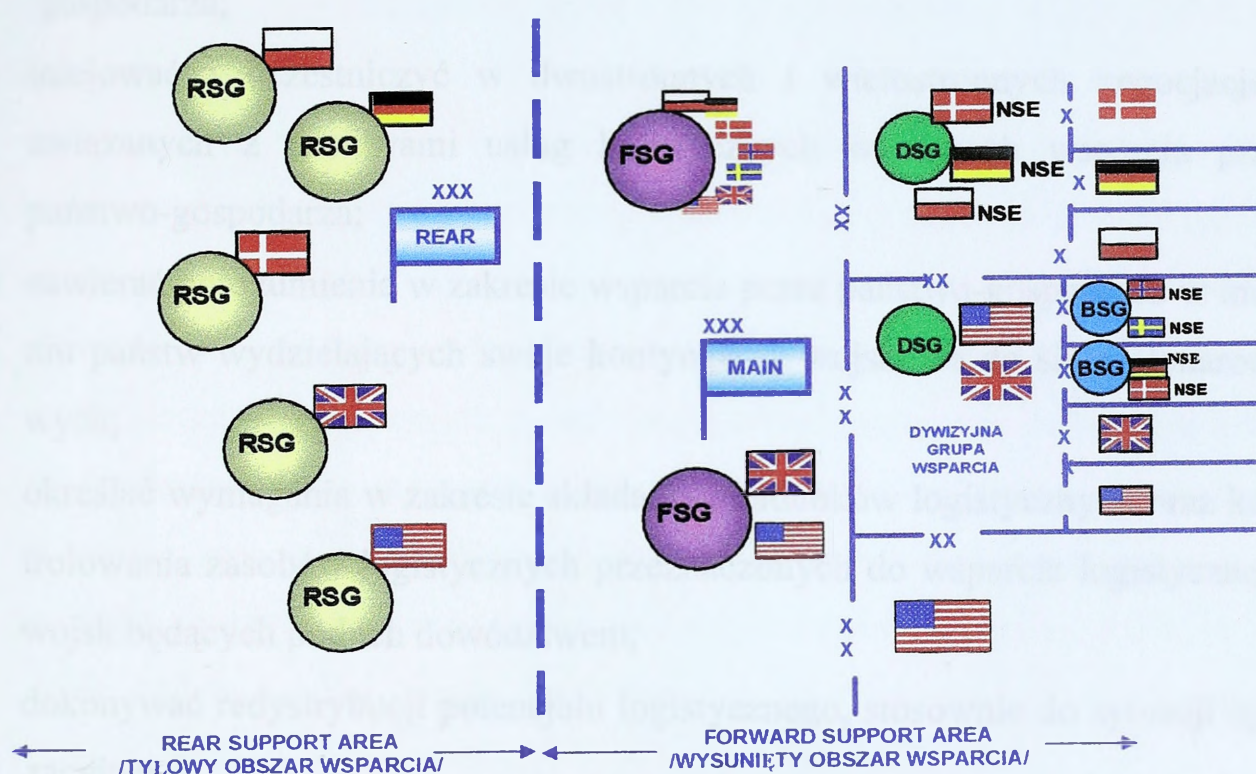 RSG
RSG
XXX
REAR
RSG
RSG
RSG
REAR SUPPORT AREA
/TYŁOWY OBSZAR WSPARCIA/
FSG
XXX
MAIN
FSG
XX
DSG
NSE
NSE
NSE
X
X
X
XX
DSG
X
X
DYWIZYJNA
GRUPA
WSPARCIA
X
BSG
NSE
NSE
X
BSG
NSE
NSE
X
XX
X
X
FORWARD SUPPORT AREA
/WYSUNIĘTY OBSZAR WSPARCIA/